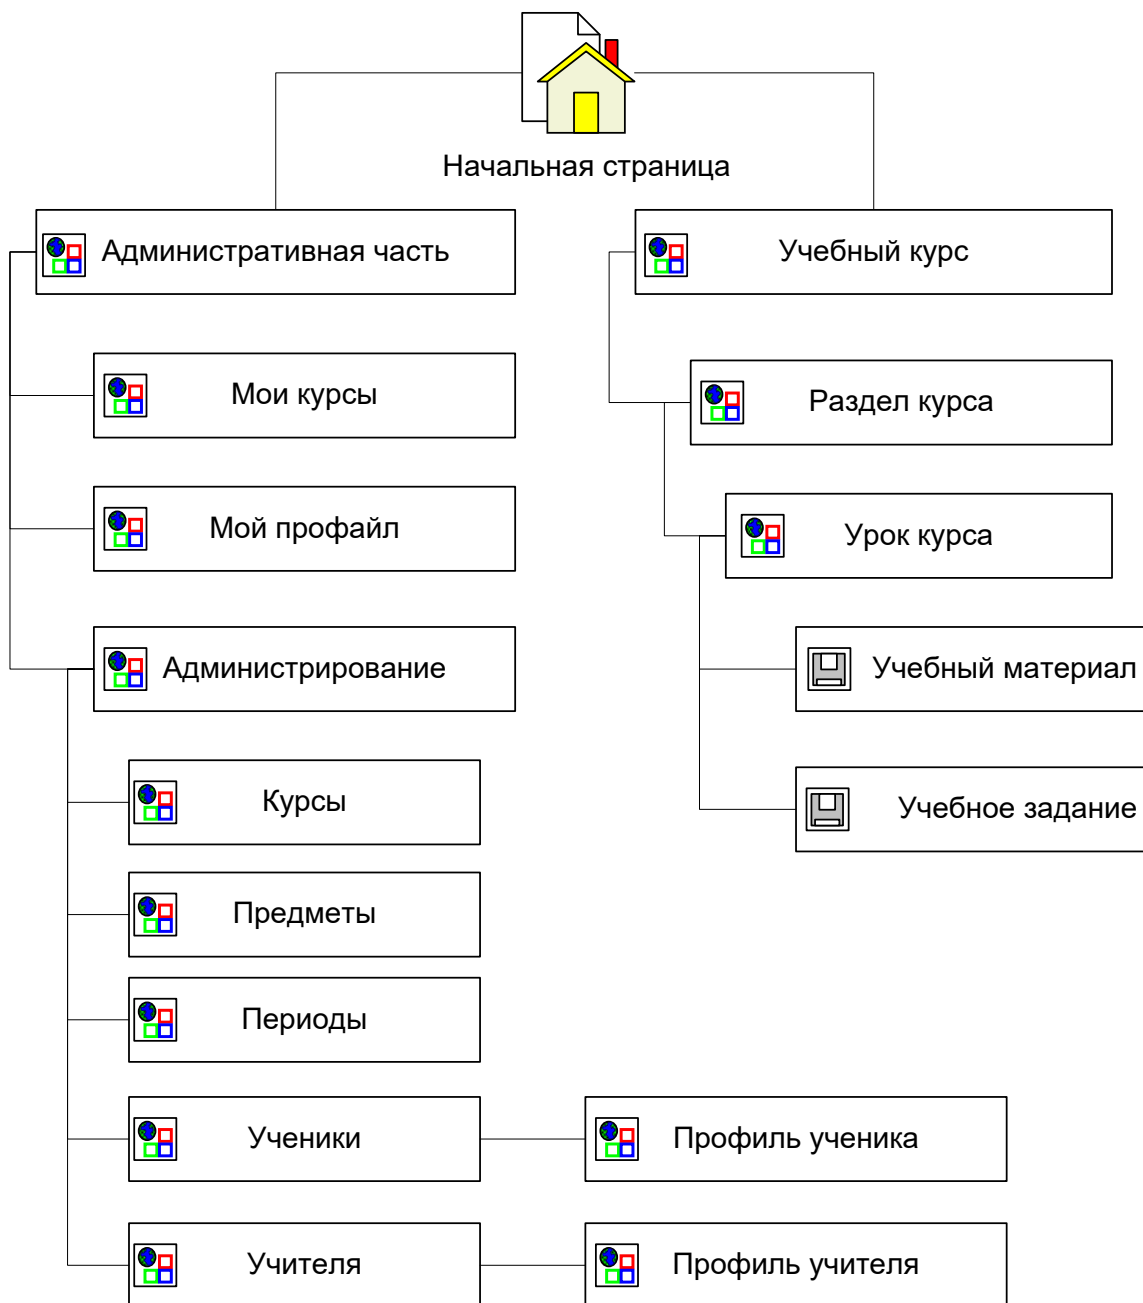 Начальная страница
Административная часть
Учебный курс
Мои курсы
Раздел курса
Мой профайл
Урок курса
Администрирование
Учебный материал
Курсы
Учебное задание
Предметы
Периоды
Ученики
Профиль ученика
Учителя
Профиль учителя